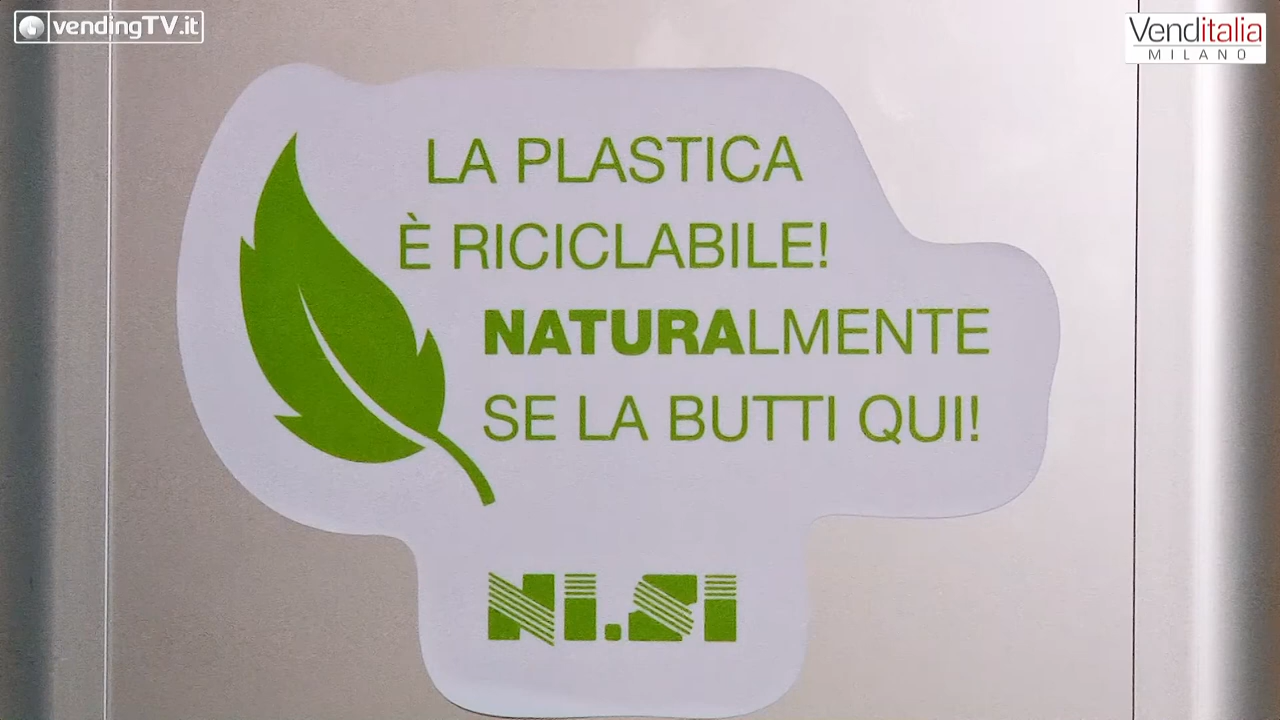 vendingTV.it
Venditalia
MILANO
LA PLASTICA
È RICICLABILE!
NATURALMENTE
SE LA BUTTI QUI!
NI.SI